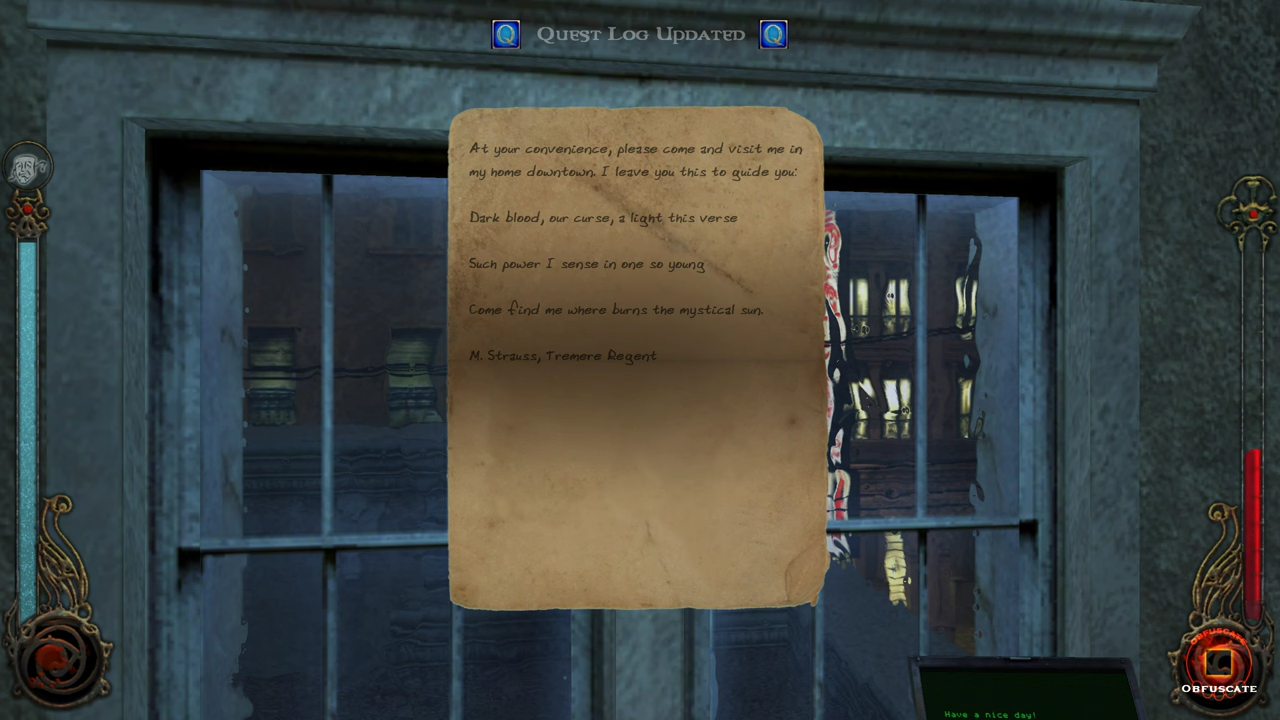 Quest Log Updated
At your convenience, please come and visit me in
my home downtown. I leave you this to guide you:
Dark blood, our curse, a light this verse
Such power I sense in one so young
Come find me where burns the mystical sun.
M. Strauss, Tremere Regent
OBFUSCATE
Obfuscate
Have a nice day!